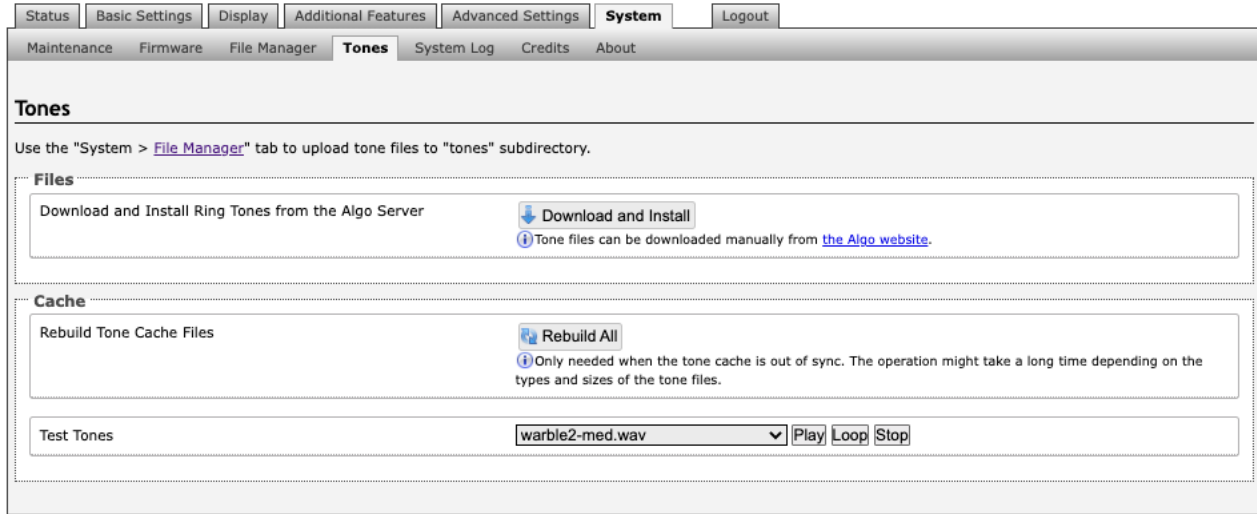 Status Basic Settings Display Additional Features Advanced Settings System Logout
Maintenance Firmware File Manager Tones System Log Credits About
Tones
Use the "System > File Manager" tab to upload tone files to "tones" subdirectory.
Files
Download and Install Ring Tones from the Algo Server Download and Install
Tone files can be downloaded manually from the Algo website.
Cache
Rebuild Tone Cache Files Rebuild All
Only needed when the tone cache is out of sync. The operation might take a long time depending on the
types and sizes of the tone files.
Test Tones warble2-med.wav Play Loop Stop